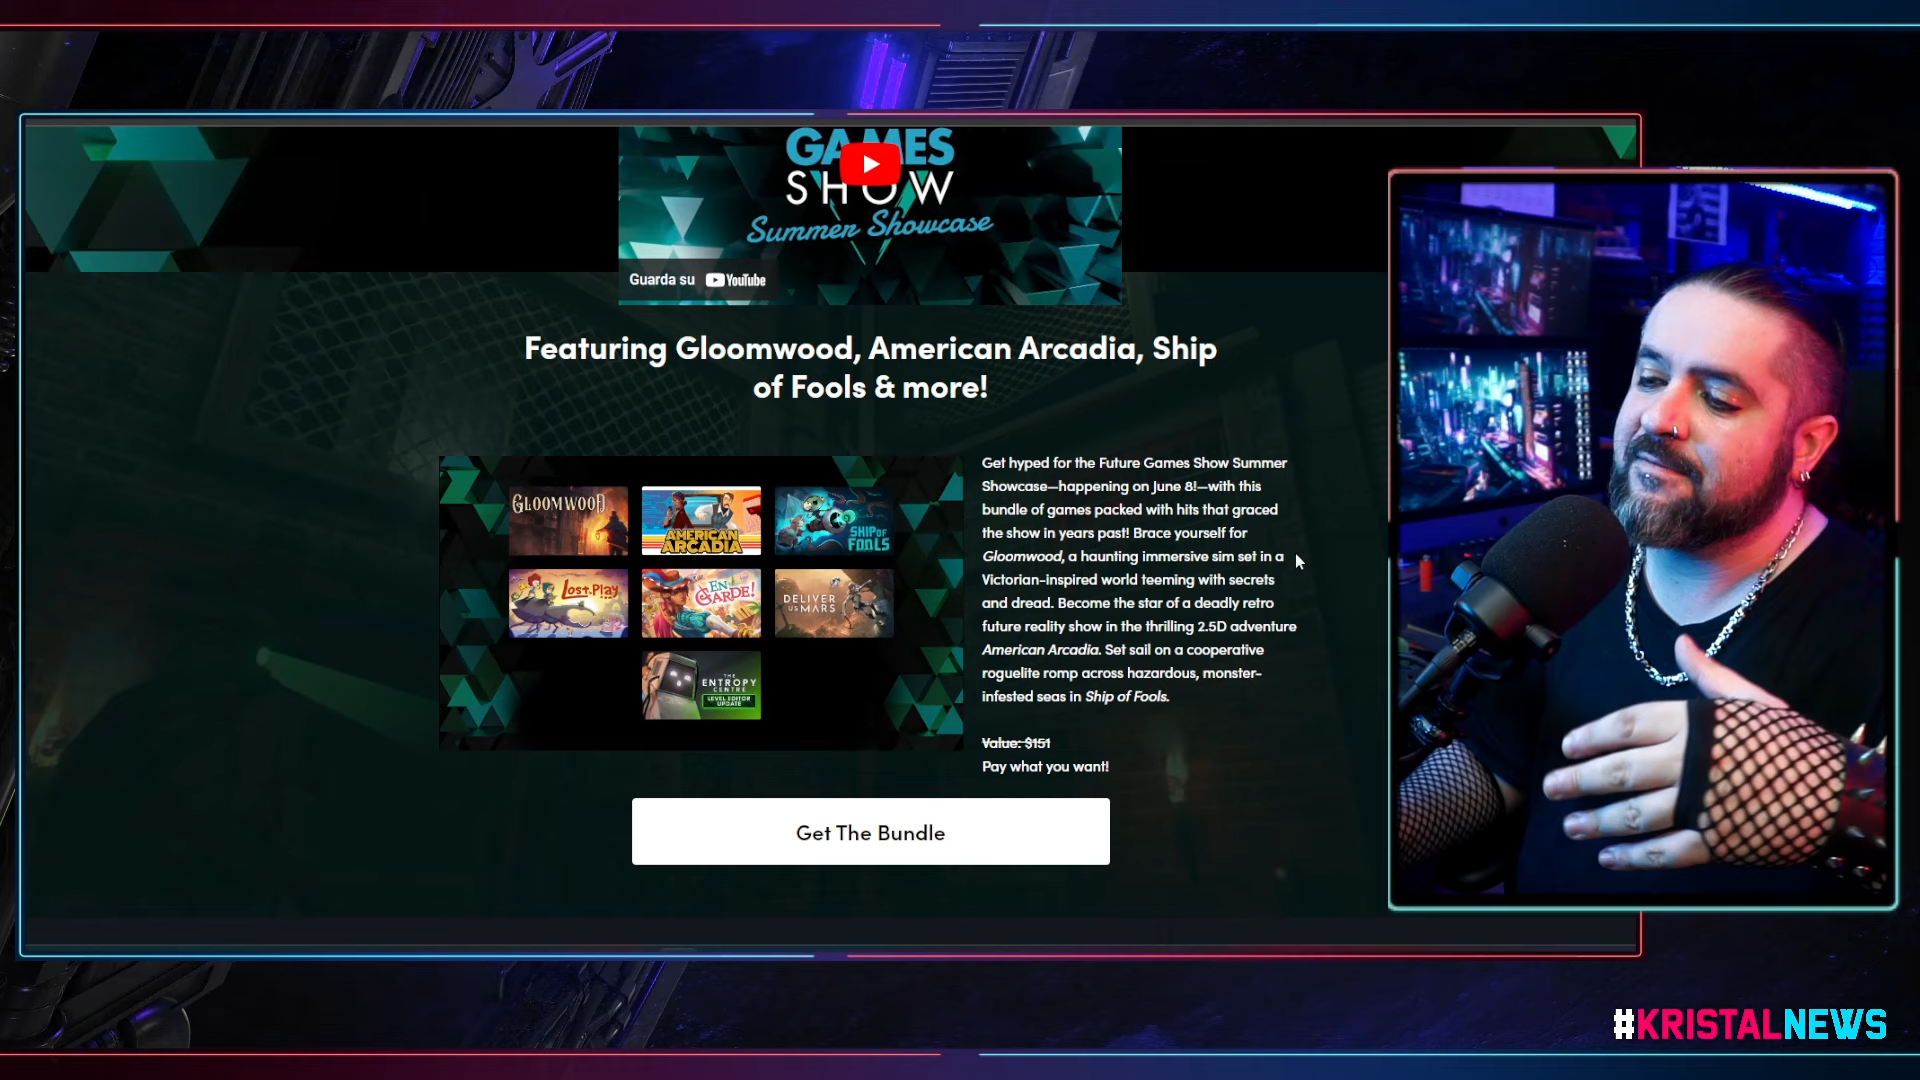 GAMES
SHOW
Summer Showcase
Guarda su YouTube
Featuring Gloomwood, American Arcadia, Ship
of Fools & more!
GLOOMWOOD
AMERICAN
ARCADIA
SHIP OF
FOOLS
Lost in Play
EN
GARDE!
DELIVER
US MARS
THE
ENTROPY
CENTRE
LEVEL EDITOR
UPDATE
Get hyped for the Future Games Show Summer
Showcase—happening on June 8!—with this
bundle of games packed with hits that graced
the show in years past! Brace yourself for
Gloomwood, a haunting immersive sim set in a
Victorian-inspired world teeming with secrets
and dread. Become the star of a deadly retro
future reality show in the thrilling 2.5D adventure
American Arcadia. Set sail on a cooperative
roguelite romp across hazardous, monster-
infested seas in Ship of Fools.
Value: $151
Pay what you want!
Get The Bundle
#KRISTALNEWS